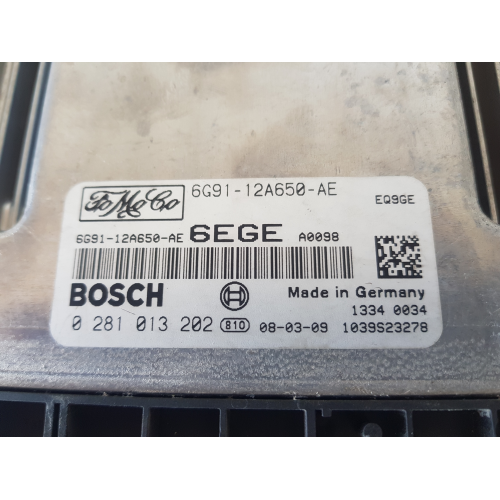 FoMoCo 6G91-12A650-AE EQ9GE
6G91-12A650-AE 6EGE A0098
BOSCH Made in Germany
1334 0034
0 281 013 202 B10 08-03-09 1039S23278